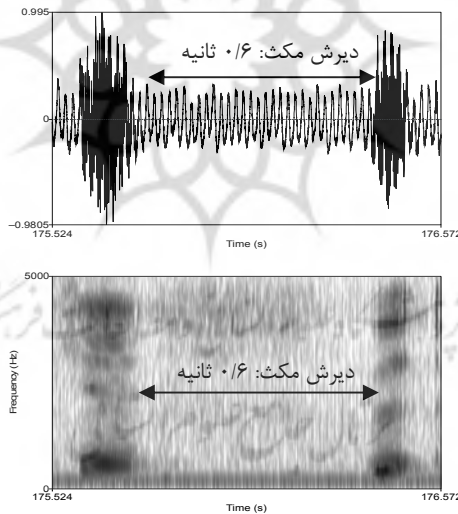 0.995
دیرش مکث: ۰/۶ ثانیه
0
–0.9805
175.524
176.572
Time (s)
5000
Frequency (Hz)
دیرش مکث: ۰/۶ ثانیه
0
175.524
176.572
Time (s)